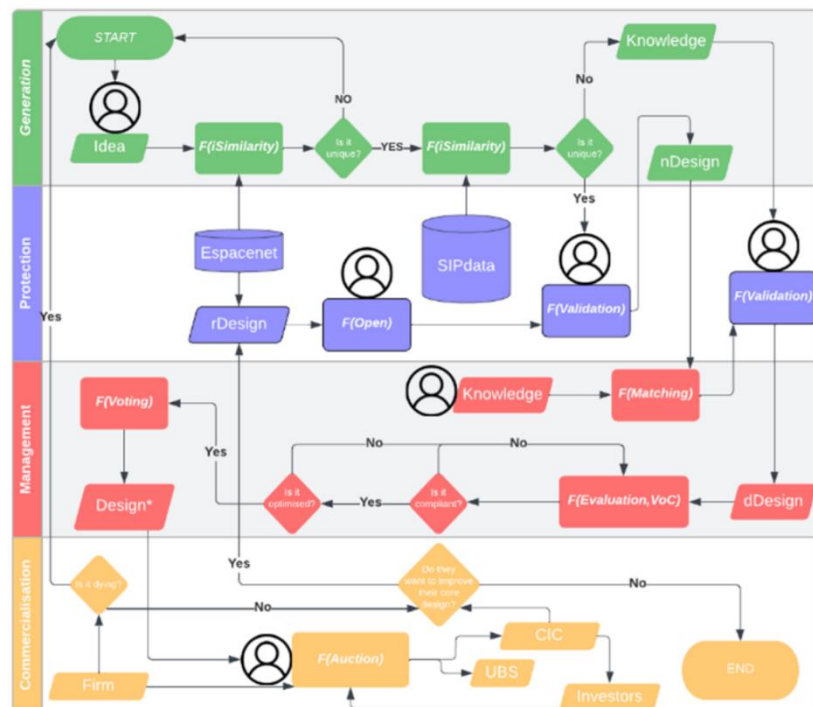 Generation
START
Knowledge
No
NO
Idea
F(iSimilarity)
Is it
unique?
YES
F(iSimilarity)
Is it
unique?
nDesign
Yes
Protection
Espacenet
SIPdata
rDesign
F(Open)
F(Validation)
F(Validation)
Yes
Management
F(Voting)
Knowledge
F(Matching)
No
No
Yes
Design*
Is it
optimised?
Yes
Is it
compliant?
F(Evaluation,VoC)
dDesign
Commercialisation
Is it dying?
Yes
Do they
want to improve
their core
design?
No
No
Firm
F(Auction)
CIC
UBS
Investors
END